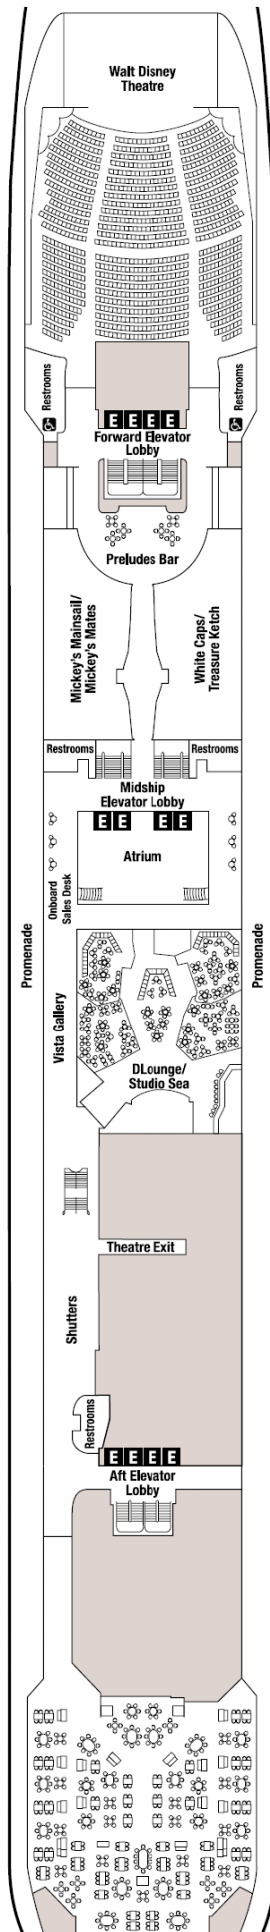 Walt Disney
Theatre
Restrooms
Restrooms
E E E E
Forward Elevator
Lobby
Preludes Bar
Mickey's Mainsail/
Mickey's Mates
White Caps/
Treasure Ketch
Restrooms
Restrooms
Midship
Elevator Lobby
E E E E
Atrium
Onboard
Sales Desk
Promenade
Promenade
Vista Gallery
DLounge/
Studio Sea
Theatre Exit
Shutters
Restrooms
E E E E
Aft Elevator
Lobby